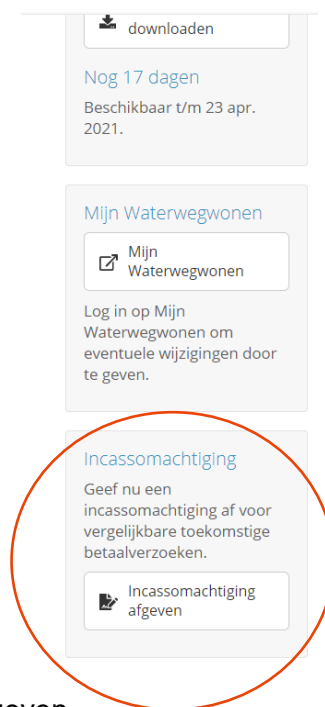 downloaden
Nog 17 dagen
Beschikbaar t/m 23 apr.
2021.
Mijn Waterwegwonen
Mijn
Waterwegwonen
Log in op Mijn
Waterwegwonen om
eventuele wijzigingen door
te geven.
Incassomachtiging
Geef nu een
incassomachtiging af voor
vergelijkbare toekomstige
betaalverzoeken.
Incassomachtiging
afgeven